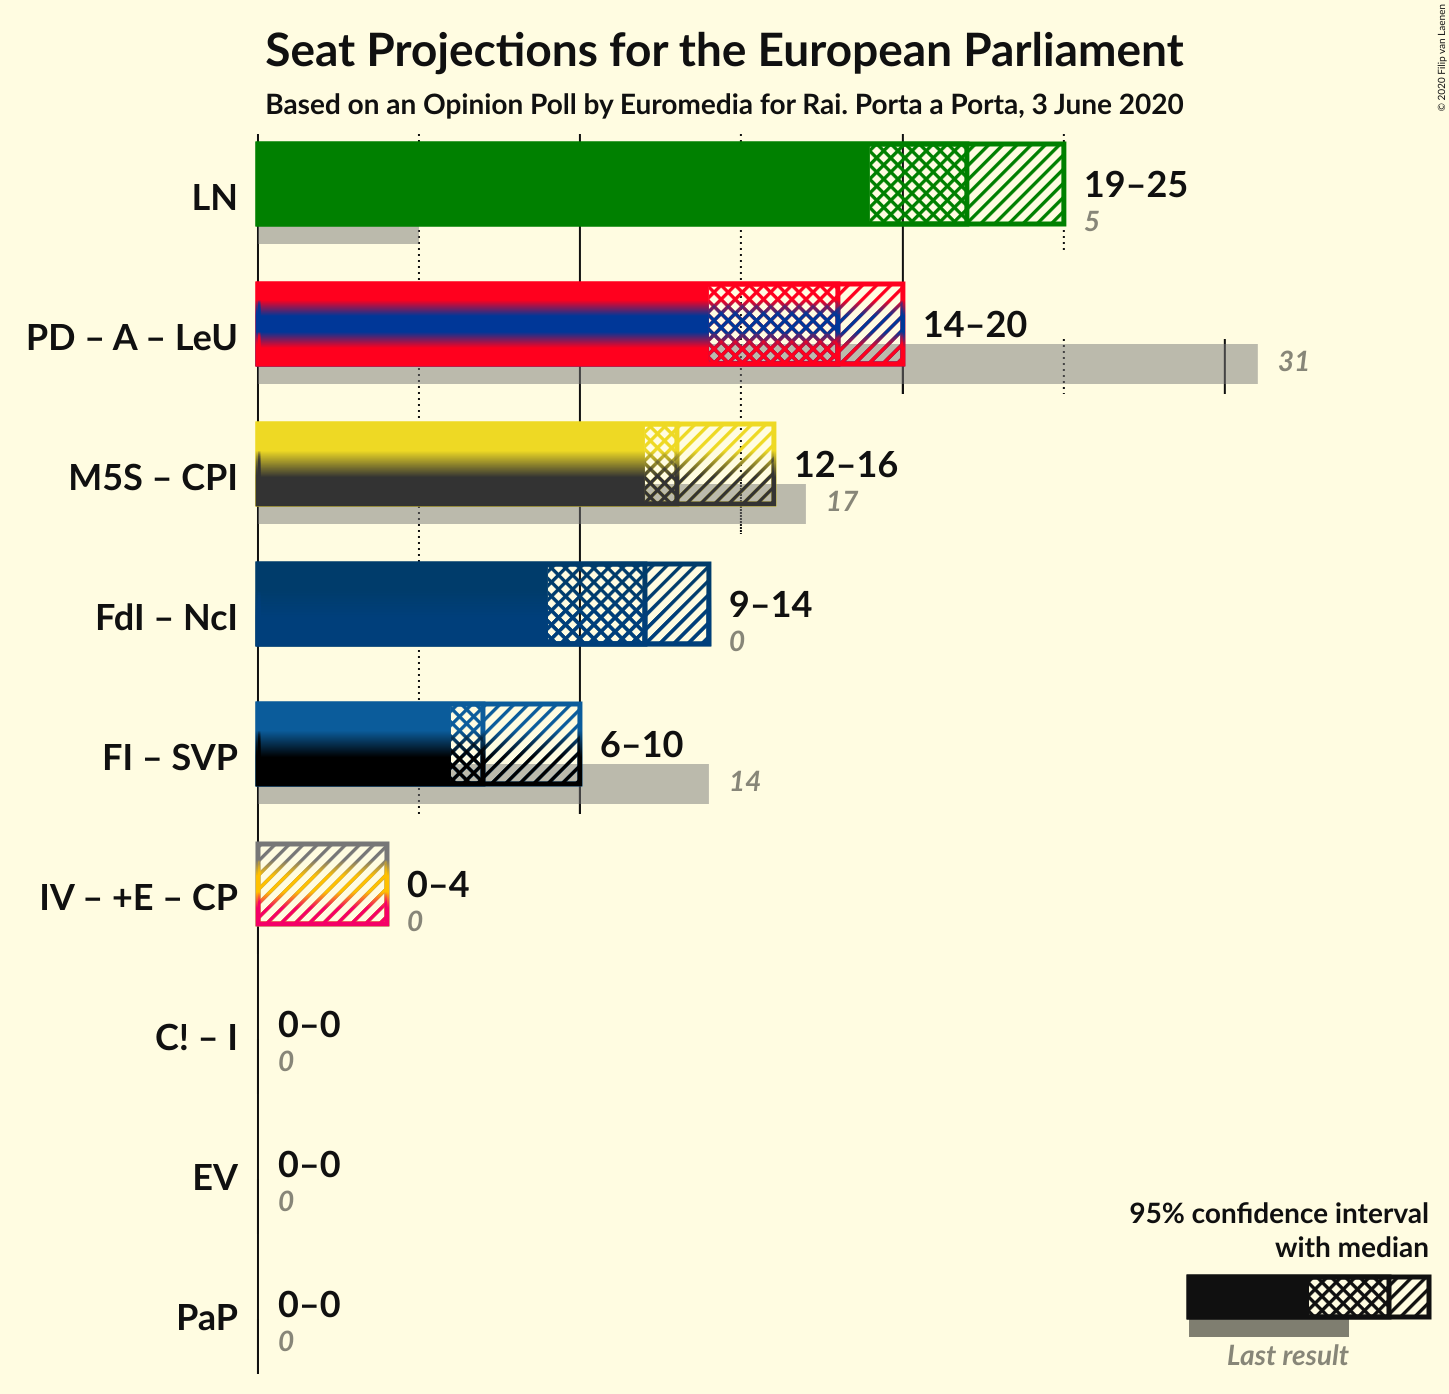 Seat Projections for the European Parliament
Based on an Opinion Poll by Euromedia for Rai. Porta a Porta, 3 June 2020
© 2020 Filip van Laenen
LN
19–25
5
PD – A – LeU
14–20
31
M5S – CPI
12–16
17
FdI – NcI
9–14
0
FI – SVP
6–10
14
IV – +E – CP
0–4
0
C! – I
0–0
0
EV
0–0
0
PaP
0–0
0
95% confidence interval
with median
Last result